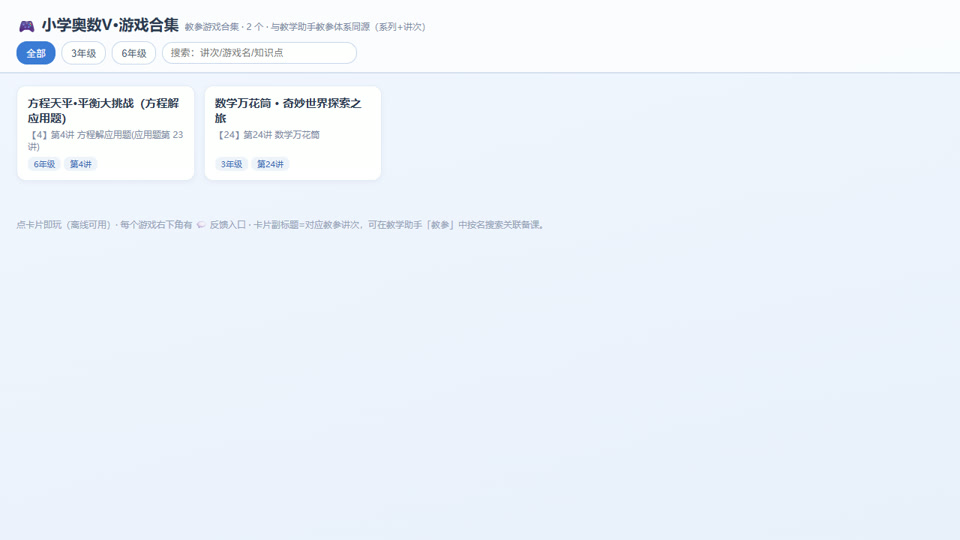 🎮 小学奥数V•游戏合集 教参游戏合集 · 2 个 · 与教学助手教参体系同源（系列+讲次）
全部 3年级 6年级 搜索：讲次/游戏名/知识点
方程天平•平衡大挑战（方程解
应用题）
【4】第4讲 方程解应用题(应用题第 23
讲)
6年级 第4讲
数学万花筒 • 奇妙世界探索之
旅
【24】第24讲 数学万花筒
3年级 第24讲
点卡片即玩（离线可用）· 每个游戏右下角有 💬 反馈入口 · 卡片副标题=对应教参讲次，可在教学助手「教参」中按名搜索关联备课。